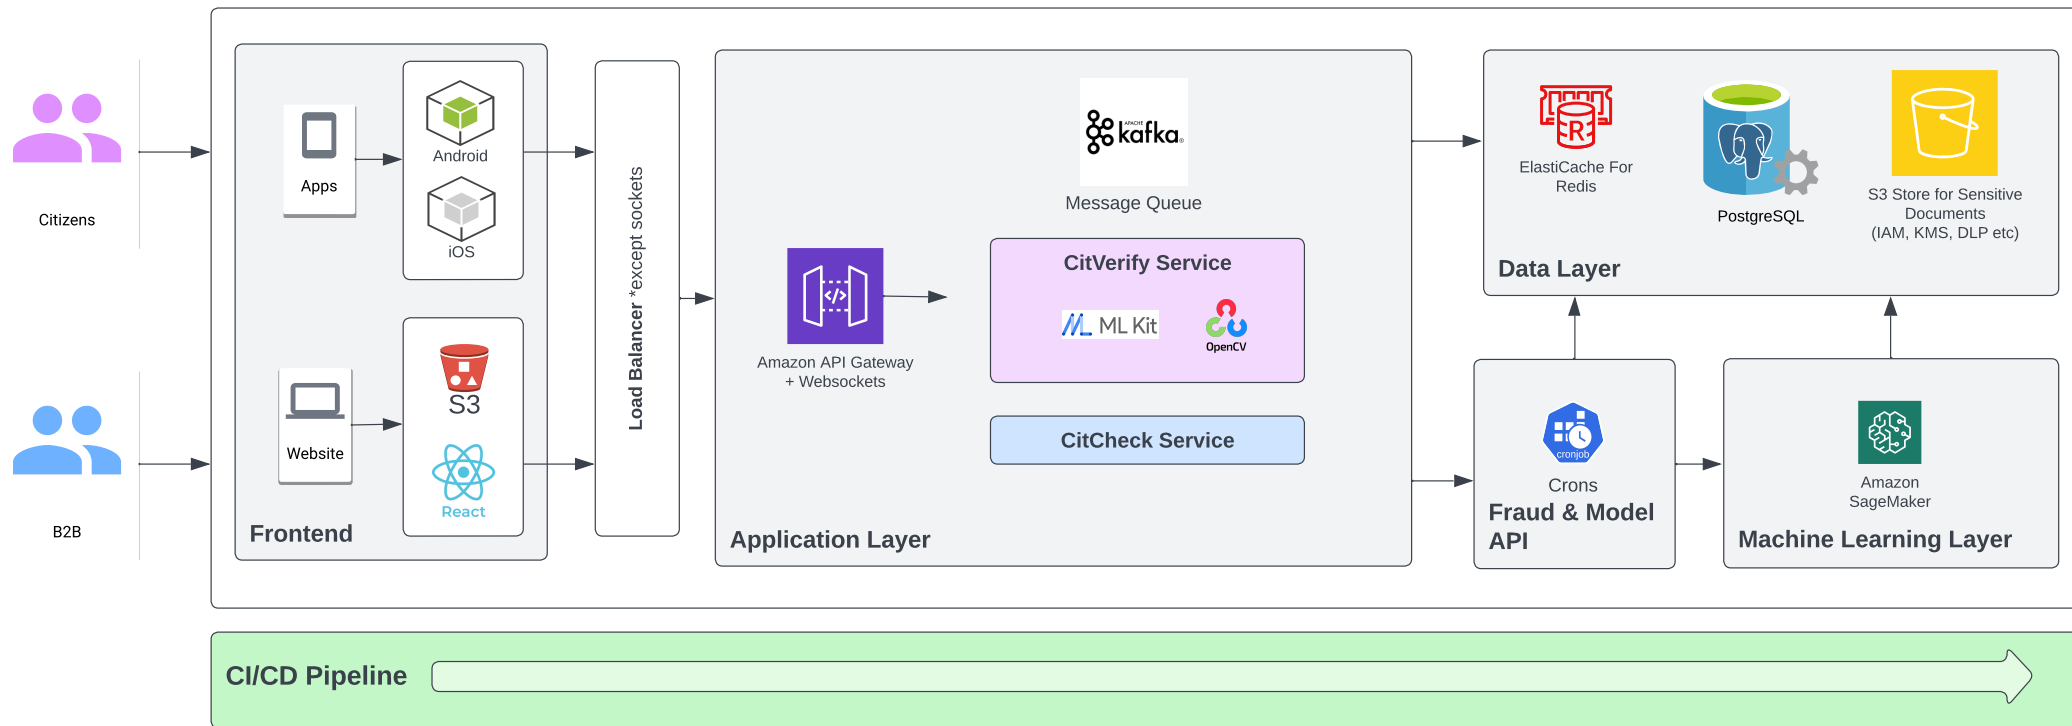 Citizens
B2B
Apps
Android
iOS
Website
S3
React
Frontend
Load Balancer *except sockets
APACHE
kafka®
Message Queue
Amazon API Gateway
+ Websockets
CitVerify Service
ML Kit
OpenCV
CitCheck Service
Application Layer
R
ElastiCache For
Redis
PostgreSQL
S3 Store for Sensitive
Documents
(IAM, KMS, DLP etc)
Data Layer
cronjob
Crons
Fraud & Model
API
Amazon
SageMaker
Machine Learning Layer
CI/CD Pipeline